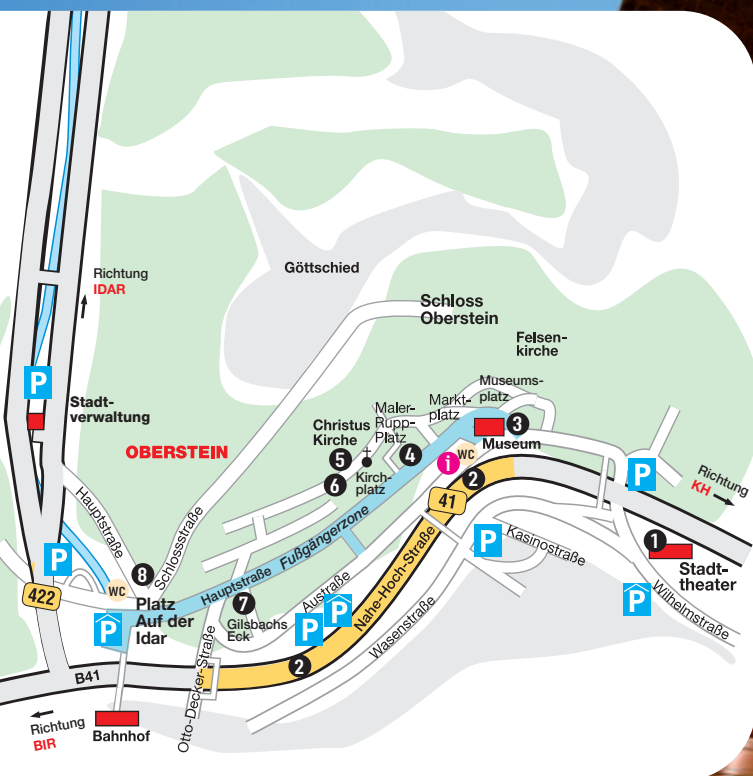 Göttschied
Richtung
IDAR
Schloss
Oberstein
Felsen-
kirche
P
Stadt-
verwaltung
OBERSTEIN
Museums-
platz
Markt-
platz
Maler-
Rupp-
Platz
Christus
Kirche
3
Museum
5
4
WC
i
6
Kirch-
platz
2
41
P
Richtung
KH
Hauptstraße
Schlossstraße
Hauptstraße Fußgängerzone
Nahe-Hoch-Straße
P
Kasinostraße
1
Stadt-
theater
P
8
WC
422
Platz
Auf der
Idar
P
7
Gilsbachs
Eck
Austraße
P
P
Wasenstraße
P
Wilhelmstraße
2
Otto-Decker-Straße
B41
Richtung
BIR
Bahnhof